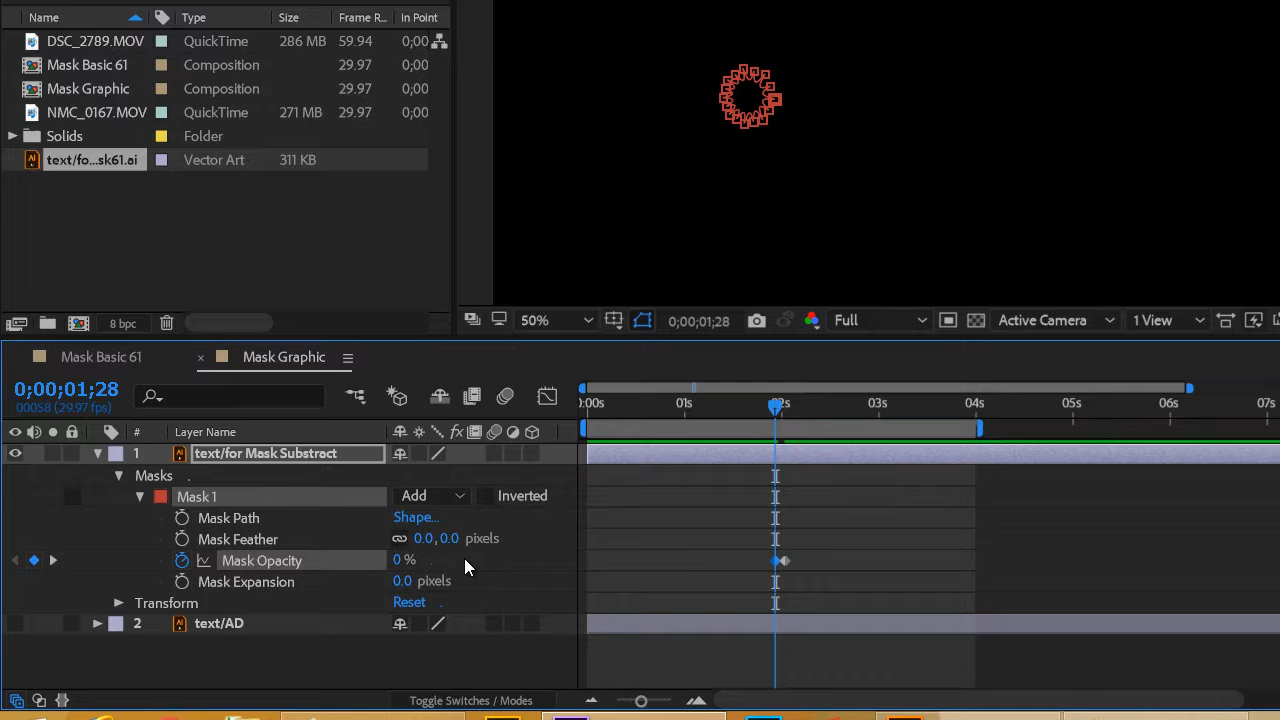 Name Type Size Frame R... In Point
DSC_2789.MOV QuickTime 286 MB 59.94 0;00
Mask Basic 61 Composition 29.97 0;00
Mask Graphic Composition 29.97 0;00
NMC_0167.MOV QuickTime 271 MB 29.97 0;00
Solids Folder
text/fo...sk61.ai Vector Art 311 KB
8 bpc
50% 0;00;01;28 Full Active Camera 1 View
Mask Basic 61 × Mask Graphic
0;00;01;28
00058 (29.97 fps)
:00s 01s 02s 03s 04s 05s 06s 07s
# Layer Name fx
1 text/for Mask Substract
Masks
Mask 1 Add Inverted
Mask Path Shape...
Mask Feather 0.0, 0.0 pixels
Mask Opacity 0 %
Mask Expansion 0.0 pixels
Transform Reset
2 text/AD
Toggle Switches / Modes